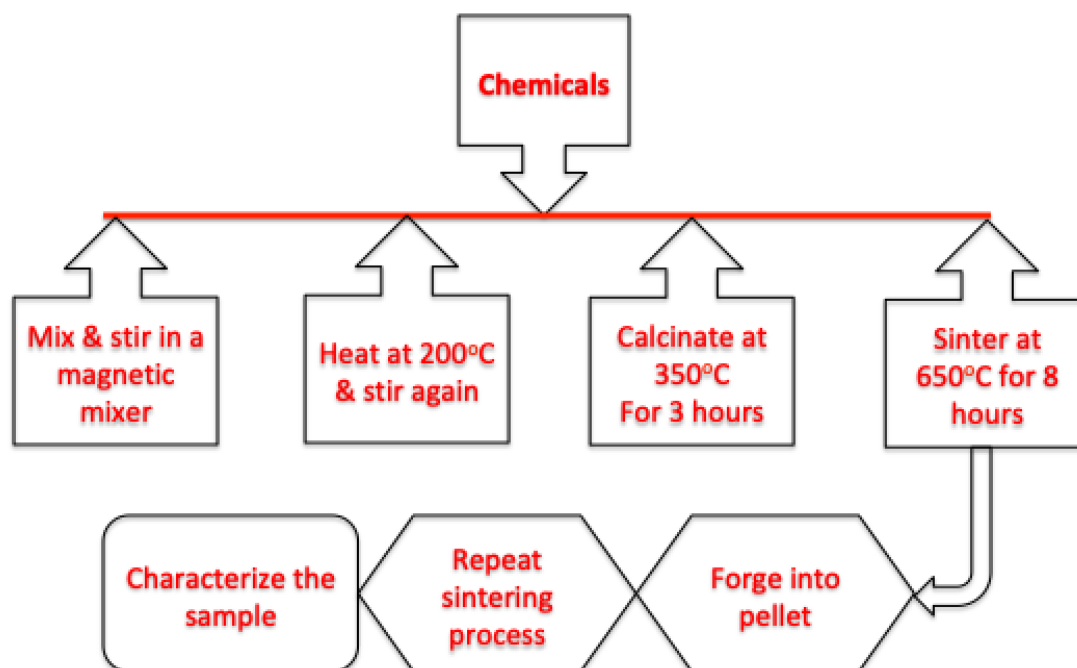 Chemicals
Mix & stir in a
magnetic
mixer
Heat at 200°C
& stir again
Calcinate at
350°C
For 3 hours
Sinter at
650°C for 8
hours
Characterize the
sample
Repeat
sintering
process
Forge into
pellet